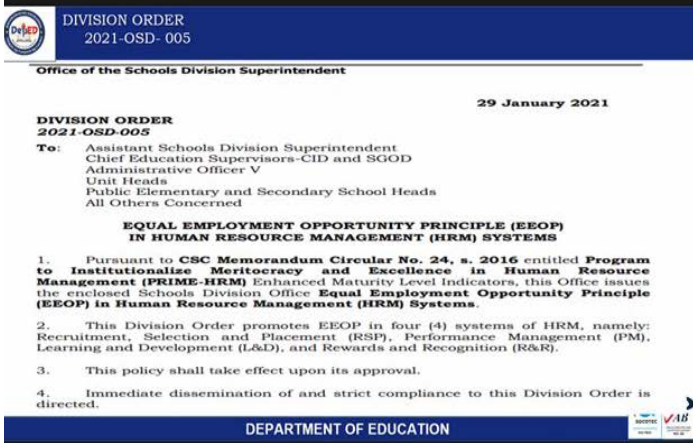 DIVISION ORDER
2021-OSD- 005
DepED
Office of the Schools Division Superintendent
29 January 2021
DIVISION ORDER
2021-OSD-005
To: Assistant Schools Division Superintendent
Chief Education Supervisors-CID and SGOD
Administrative Officer V
Unit Heads
Public Elementary and Secondary School Heads
All Others Concerned
EQUAL EMPLOYMENT OPPORTUNITY PRINCIPLE (EEOP)
IN HUMAN RESOURCE MANAGEMENT (HRM) SYSTEMS
1. Pursuant to CSC Memorandum Circular No. 24, s. 2016 entitled Program
to Institutionalize Meritocracy and Excellence in Human Resource
Management (PRIME-HRM) Enhanced Maturity Level Indicators, this Office issues
the enclosed Schools Division Office Equal Employment Opportunity Principle
(EEOP) in Human Resource Management (HRM) Systems.
2. This Division Order promotes EEOP in four (4) systems of HRM, namely:
Recruitment, Selection and Placement (RSP), Performance Management (PM),
Learning and Development (L&D), and Rewards and Recognition (R&R).
3. This policy shall take effect upon its approval.
4. Immediate dissemination of and strict compliance to this Division Order is
directed.
DEPARTMENT OF EDUCATION
SOCOTEC
AB